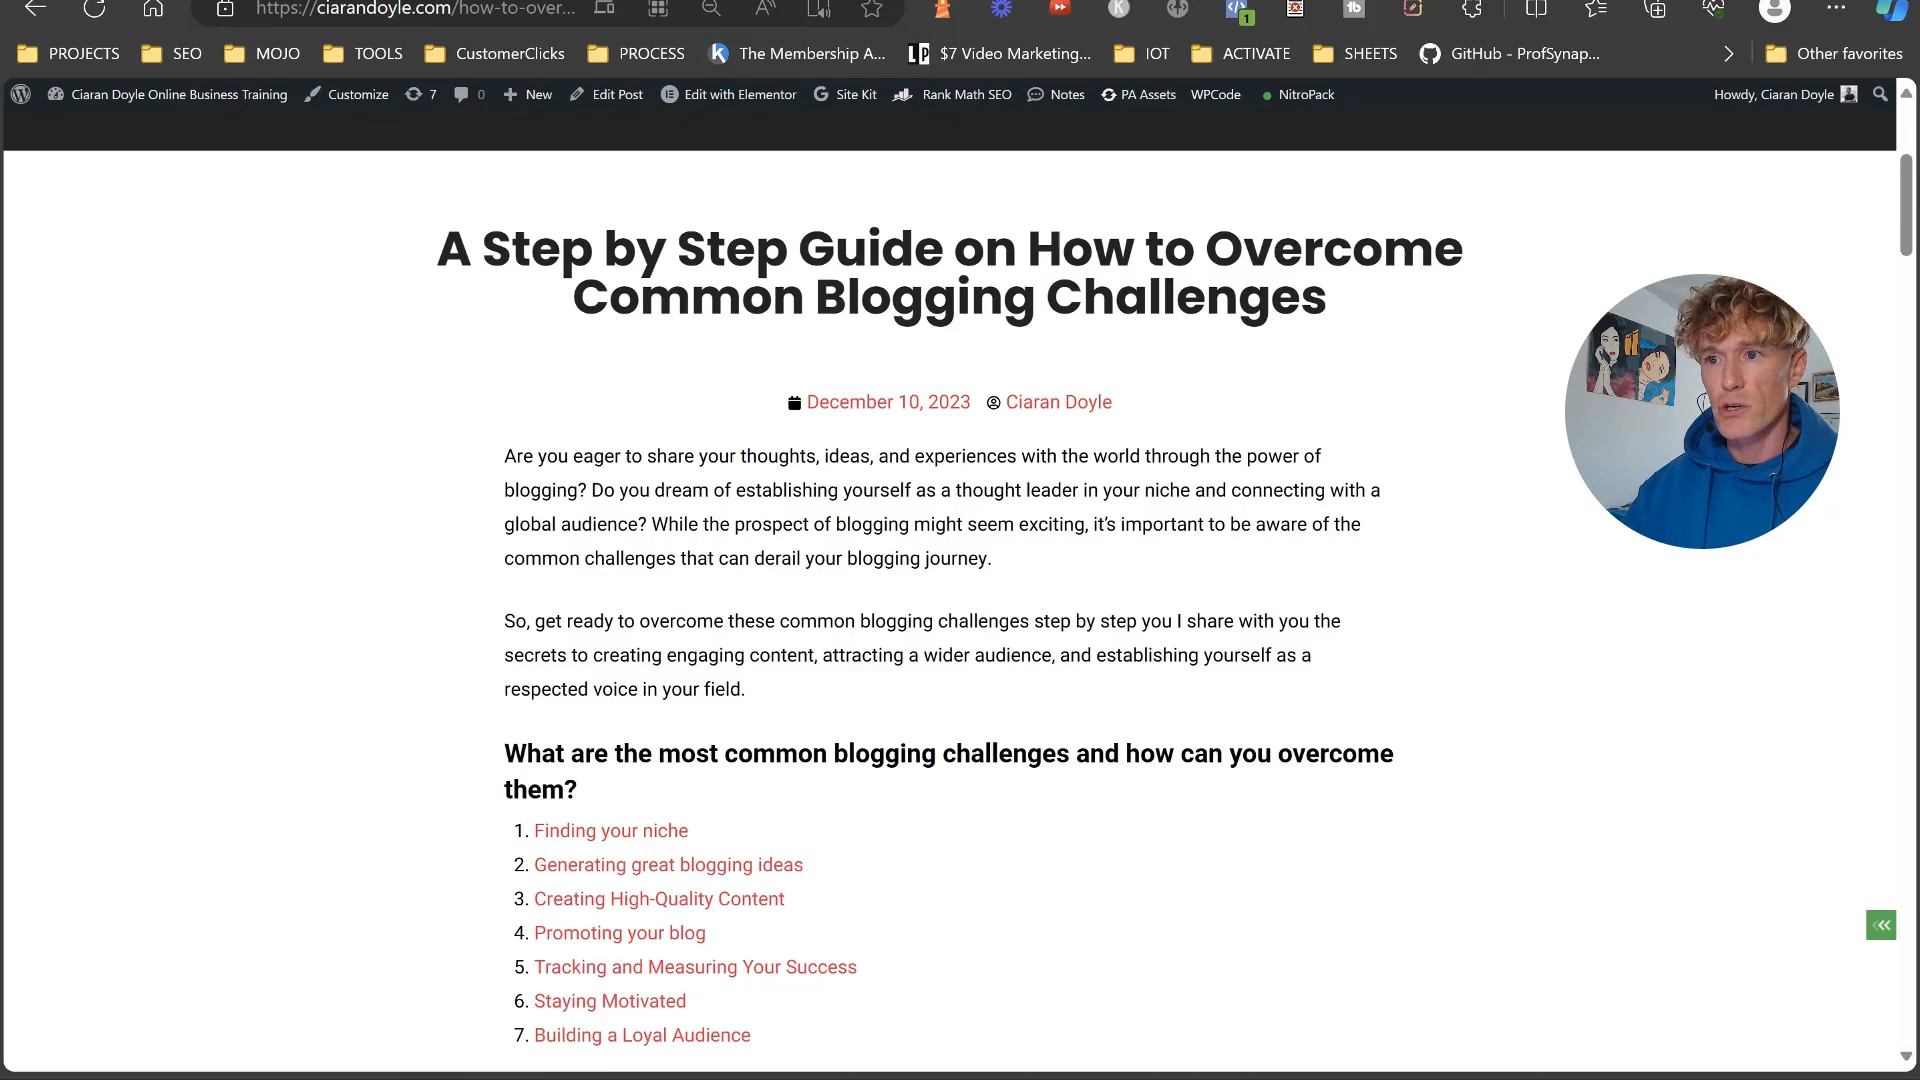 https://ciarandoyle.com/how-to-over...
1
PROJECTS SEO MOJO TOOLS CustomerClicks PROCESS The Membership A... $7 Video Marketing... IOT ACTIVATE SHEETS GitHub - ProfSynap... Other favorites
Ciaran Doyle Online Business Training Customize 7 0 New Edit Post Edit with Elementor Site Kit Rank Math SEO Notes PA Assets WPCode NitroPack Howdy, Ciaran Doyle
A Step by Step Guide on How to Overcome
Common Blogging Challenges
December 10, 2023 Ciaran Doyle
Are you eager to share your thoughts, ideas, and experiences with the world through the power of
blogging? Do you dream of establishing yourself as a thought leader in your niche and connecting with a
global audience? While the prospect of blogging might seem exciting, it’s important to be aware of the
common challenges that can derail your blogging journey.
So, get ready to overcome these common blogging challenges step by step you I share with you the
secrets to creating engaging content, attracting a wider audience, and establishing yourself as a
respected voice in your field.
What are the most common blogging challenges and how can you overcome
them?
1. Finding your niche
2. Generating great blogging ideas
3. Creating High-Quality Content
4. Promoting your blog
5. Tracking and Measuring Your Success
6. Staying Motivated
7. Building a Loyal Audience